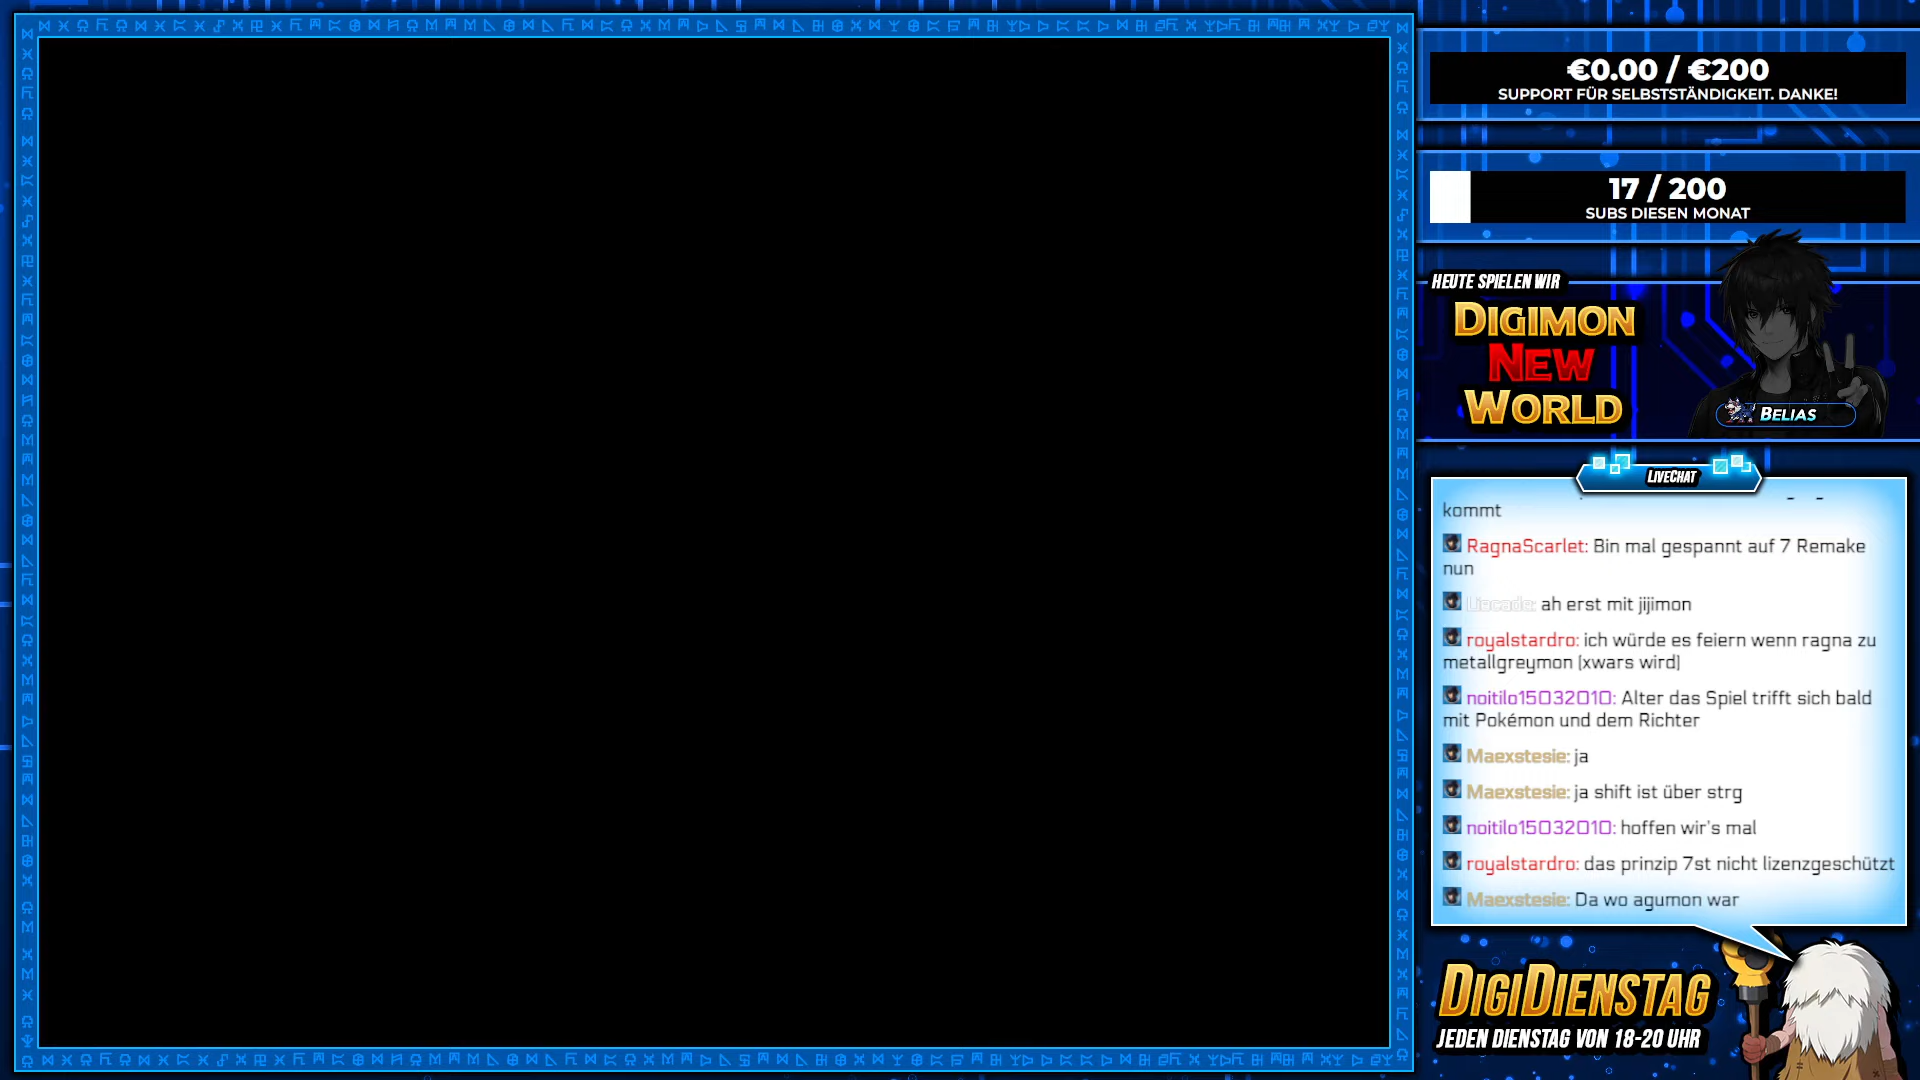 €0.00 / €200
SUPPORT FÜR SELBSTSTÄNDIGKEIT. DANKE!
17 / 200
SUBS DIESEN MONAT
HEUTE SPIELEN WIR
DIGIMON
NEW
WORLD
BELIAS
LIVECHAT
kommt
RagnaScarlet: Bin mal gespannt auf 7 Remake
nun
Liecade: ah erst mit jijimon
royalstardro: ich würde es feiern wenn ragna zu
metallgreymon (xwars wird)
noitilo15032010: Alter das Spiel trifft sich bald
mit Pokémon und dem Richter
Maexstesie: ja
Maexstesie: ja shift ist über strg
noitilo15032010: hoffen wir's mal
royalstardro: das prinzip 7st nicht lizenzgeschützt
Maexstesie: Da wo agumon war
DIGIDIENSTAG
JEDEN DIENSTAG VON 18-20 UHR